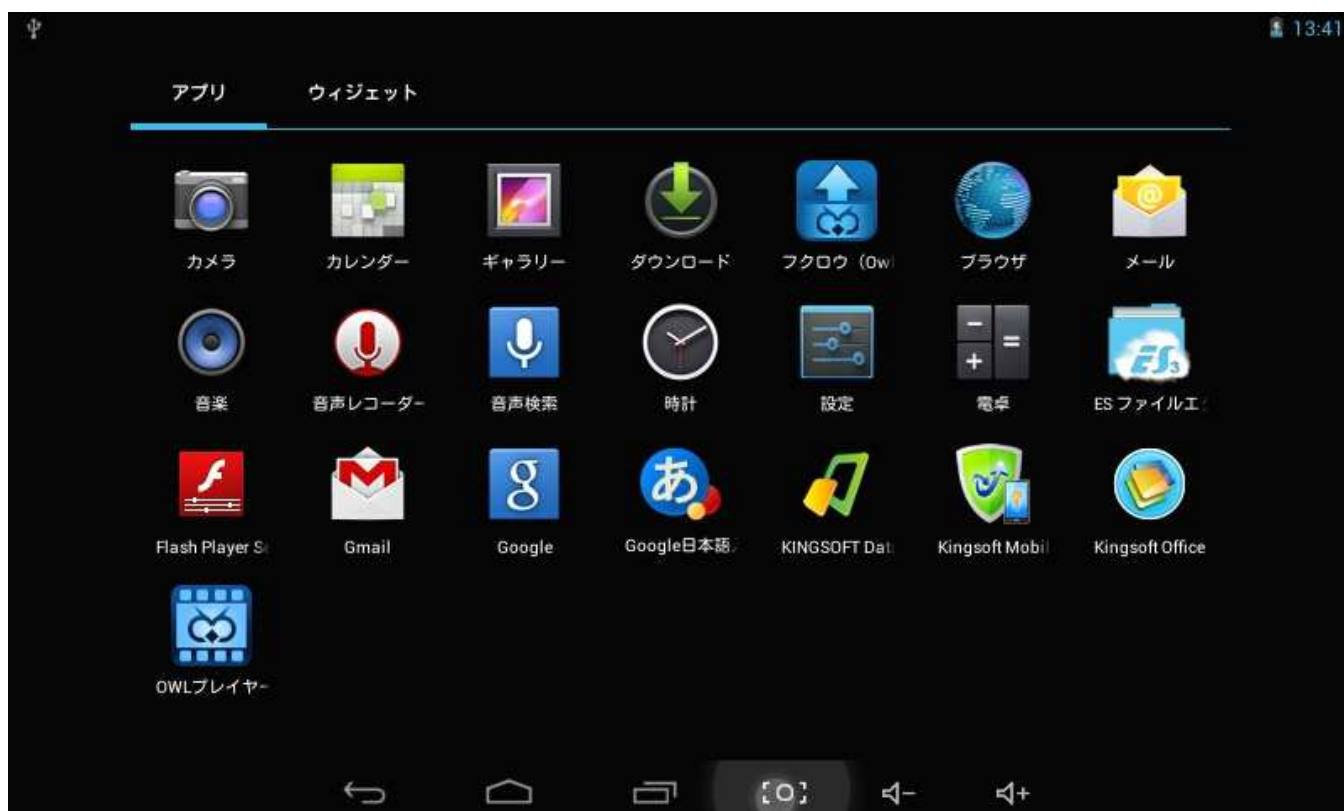 13:41
アプリ ウィジェット
カメラ カレンダー ギャラリー ダウンロード フクロウ（Owl ブラウザ メール
音楽 音声レコーダー 音声検索 時計 設定 電卓 ES ファイルエク
Flash Player Se Gmail Google Google日本語 KINGSOFT Dat Kingsoft Mobil Kingsoft Office
OWLプレイヤー